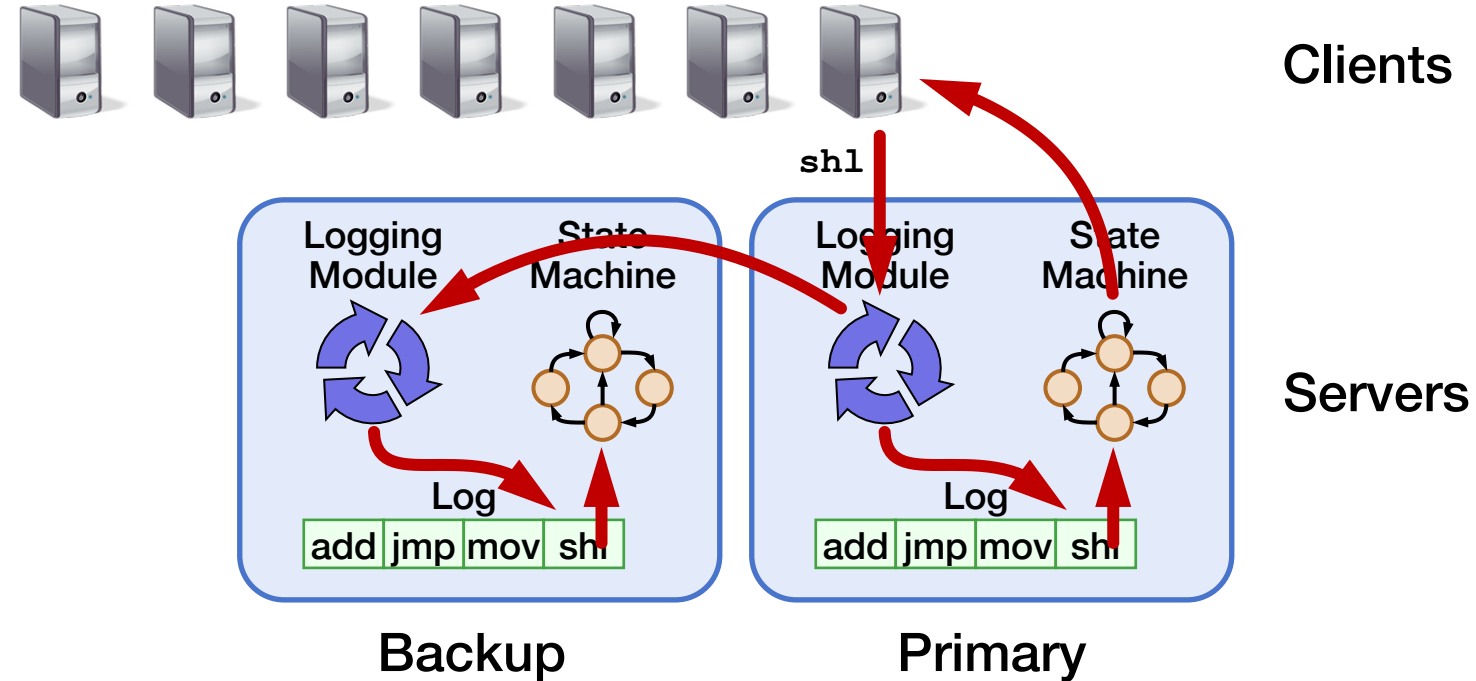 Clients
shl
Logging
Module
State
Machine
Logging
Module
State
Machine
Servers
Log
add jmp mov shl
Log
add jmp mov shl
Backup
Primary